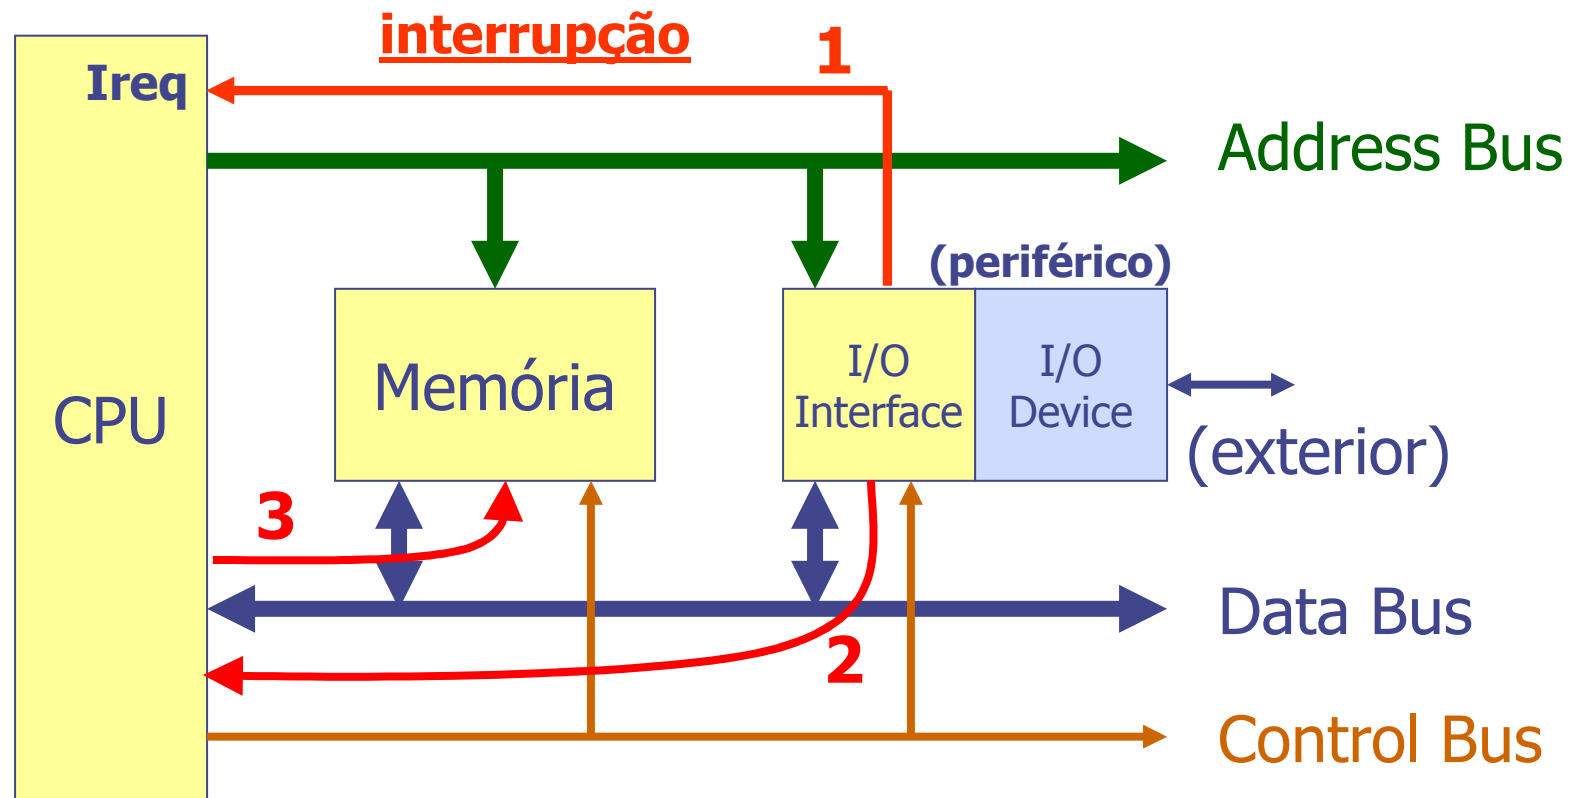 interrupção
1
Ireq
Address Bus
(periférico)
Memória
I/O
Interface
I/O
Device
CPU
(exterior)
3
Data Bus
2
Control Bus